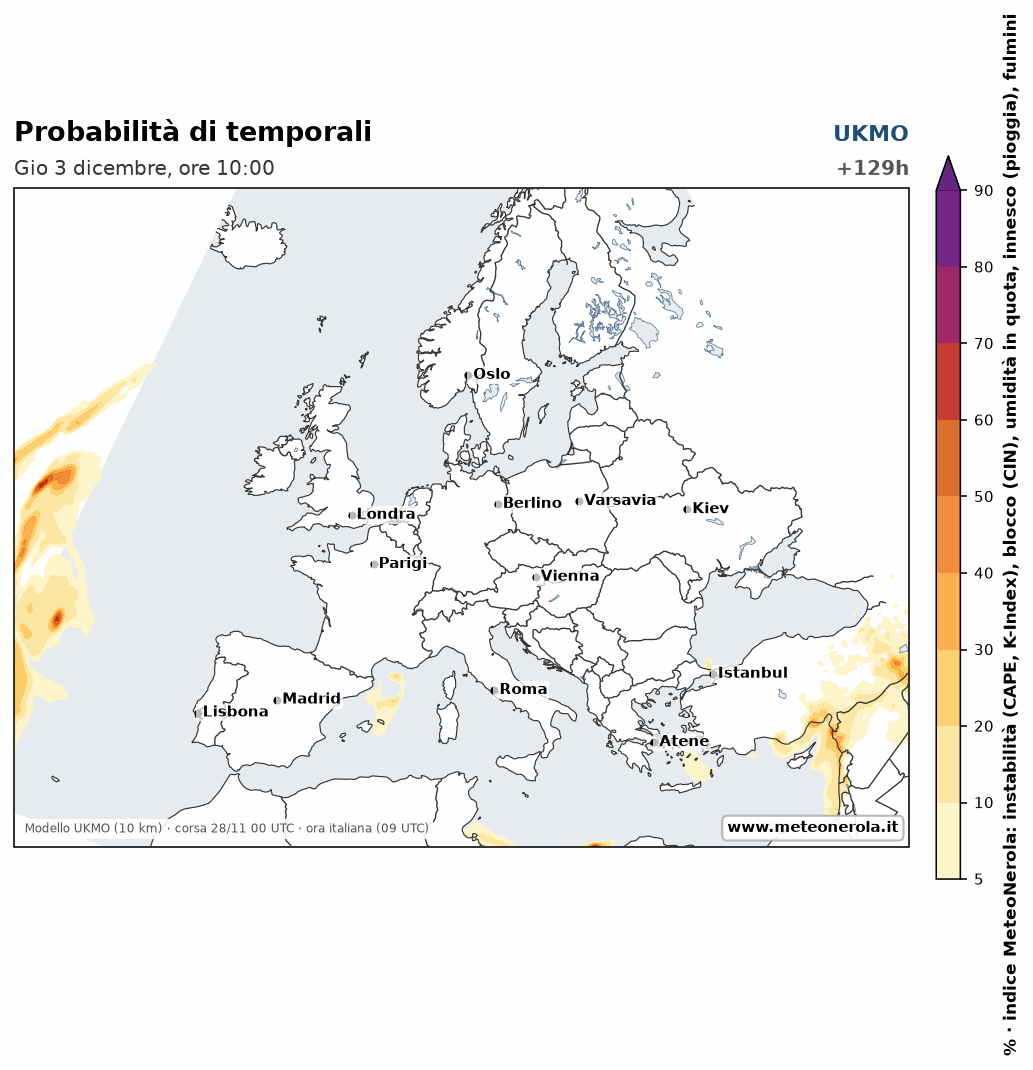 % · indice MeteoNerola: instabilità (CAPE, K-Index), blocco (CIN), umidità in quota, innesco (pioggia), fulmini
Probabilità di temporali
UKMO
Gio 3 dicembre, ore 10:00
+129h
90
80
70
60
50
40
30
20
10
5
Oslo
Berlino
Varsavia
Kiev
Londra
Parigi
Vienna
Istanbul
Roma
Madrid
Lisbona
Atene
Modello UKMO (10 km) · corsa 28/11 00 UTC · ora italiana (09 UTC)
www.meteonerola.it